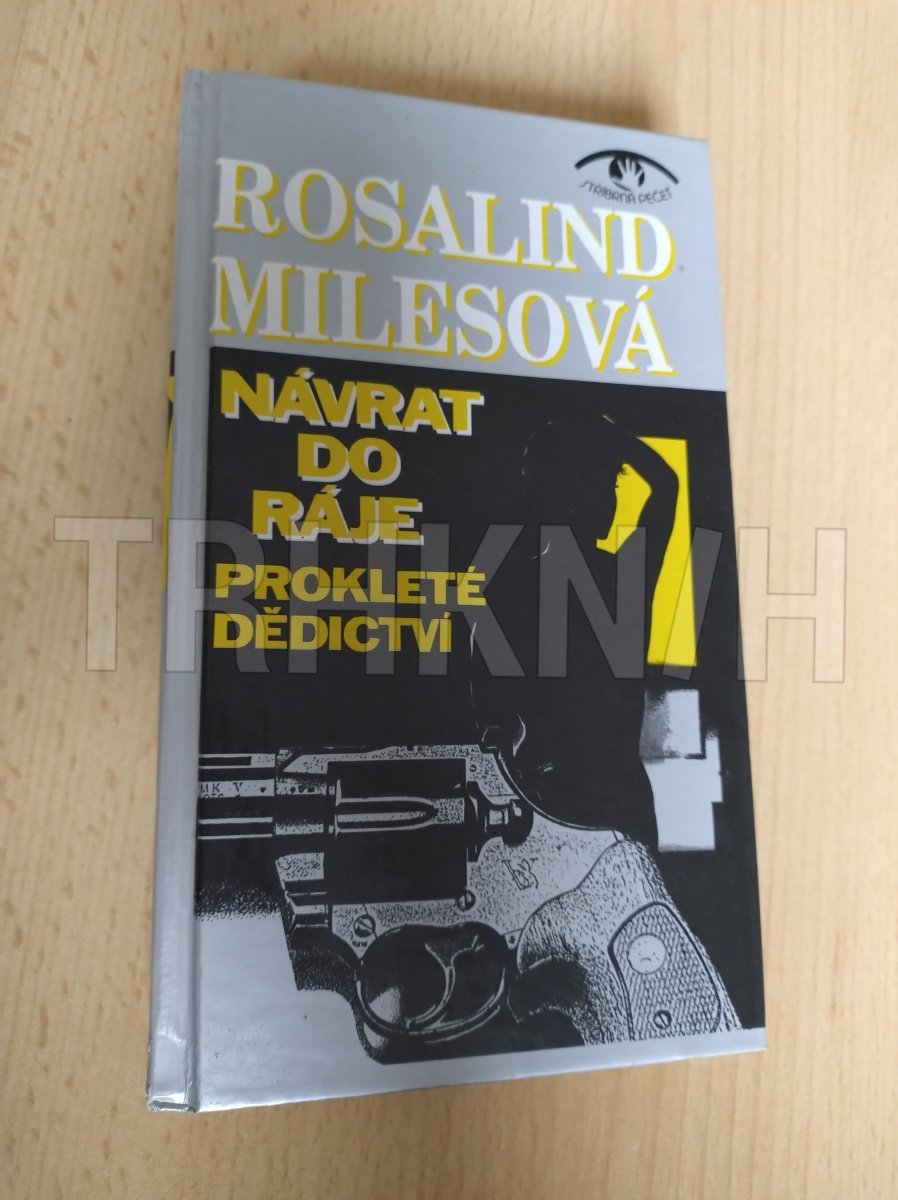 STŘÍBRNÁ PEČEŤ
ROSALIND
MILESOVÁ
NÁVRAT
DO
RÁJE
PROKLETÉ
DĚDICTVÍ
TRHKNIH